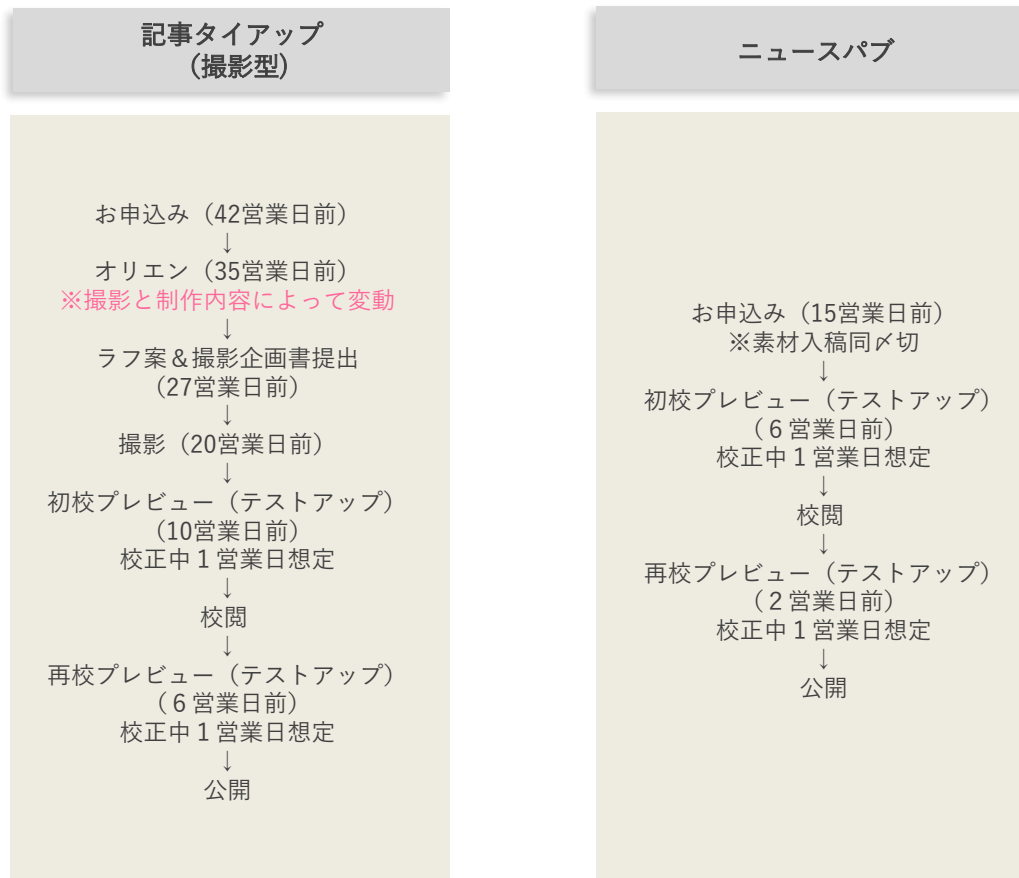 記事タイアップ
(撮影型)
お申込み（42営業日前）
↓
オリエン（35営業日前）
※撮影と制作内容によって変動
↓
ラフ案＆撮影企画書提出
（27営業日前）
↓
撮影（20営業日前）
↓
初校プレビュー（テストアップ）
（10営業日前）
校正中１営業日想定
↓
校閲
↓
再校プレビュー（テストアップ）
（６営業日前）
校正中１営業日想定
↓
公開
ニュースパブ
お申込み（15営業日前）
※素材入稿同〆切
↓
初校プレビュー（テストアップ）
（６営業日前）
校正中１営業日想定
↓
校閲
↓
再校プレビュー（テストアップ）
（２営業日前）
校正中１営業日想定
↓
公開